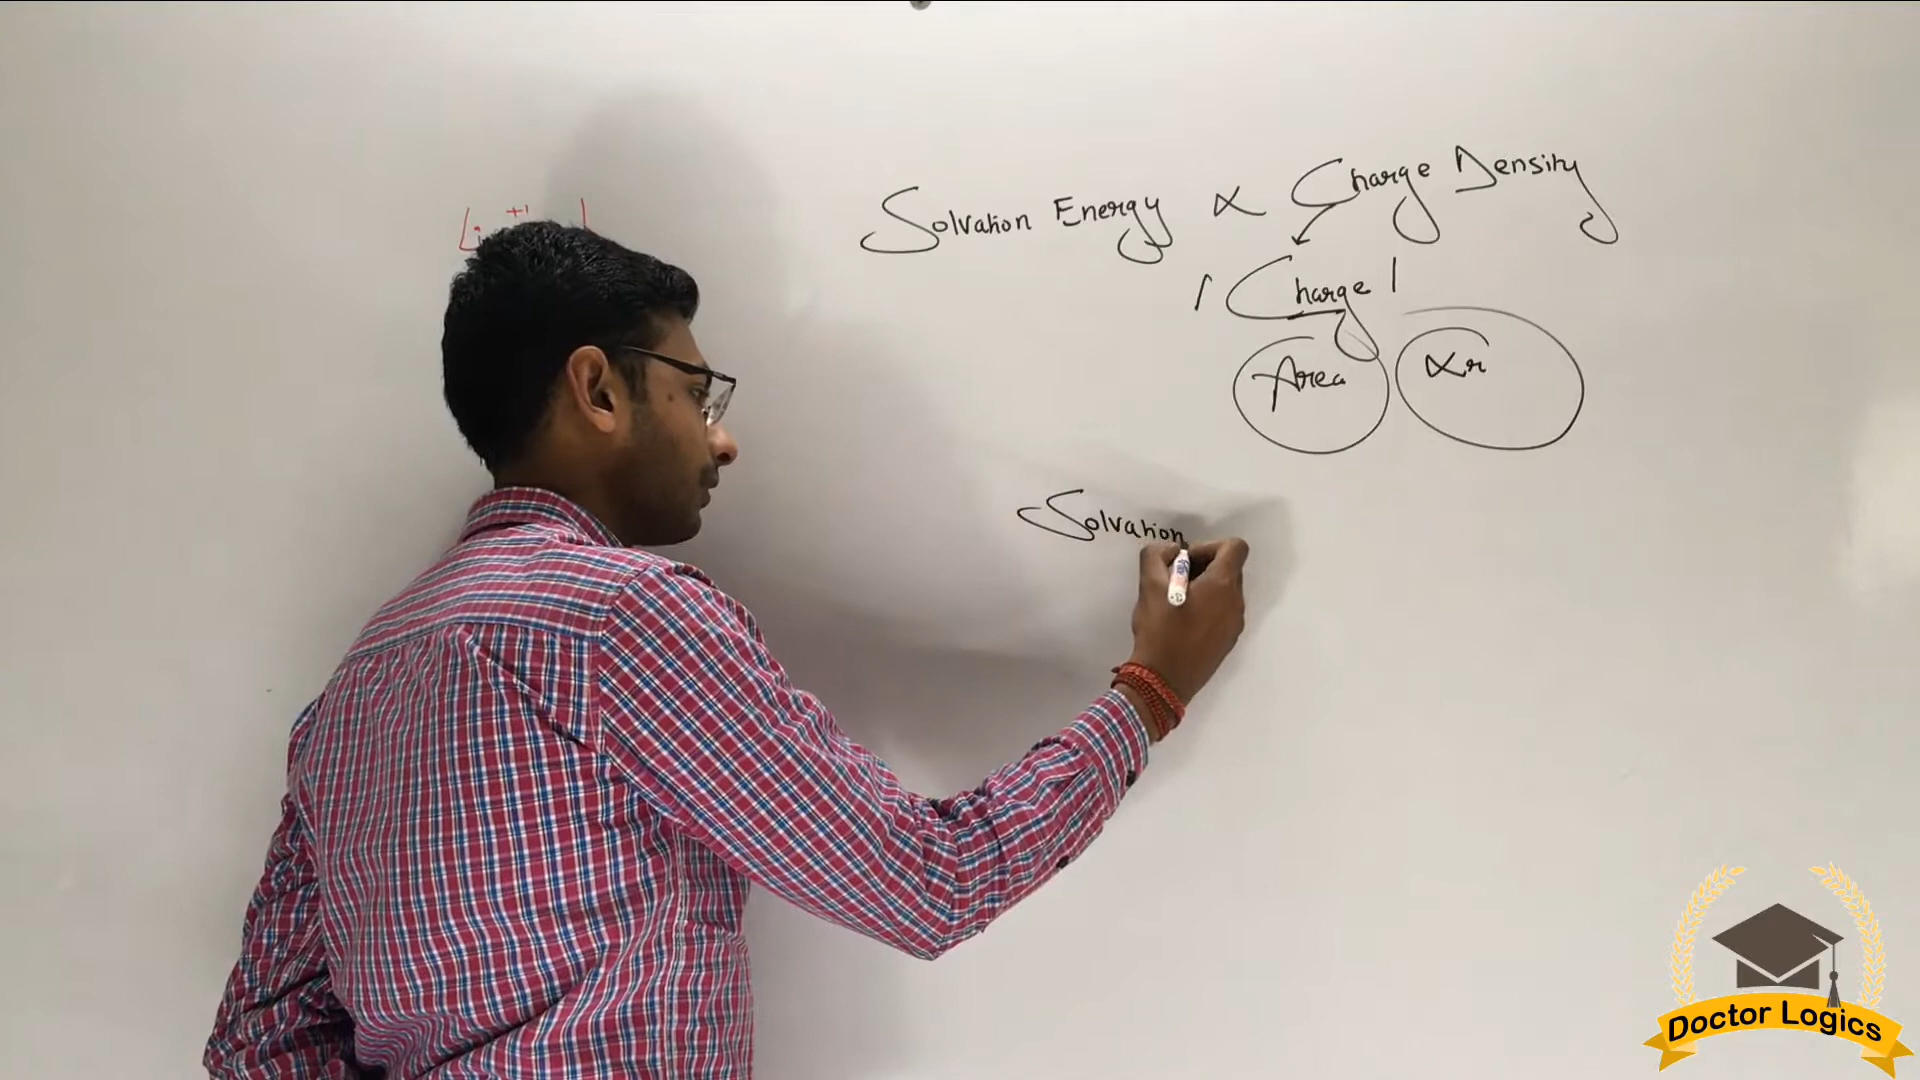 Solvation Energy ∝ Charge Density
|Charge|
Area ∝r
Solvation
Doctor Logics